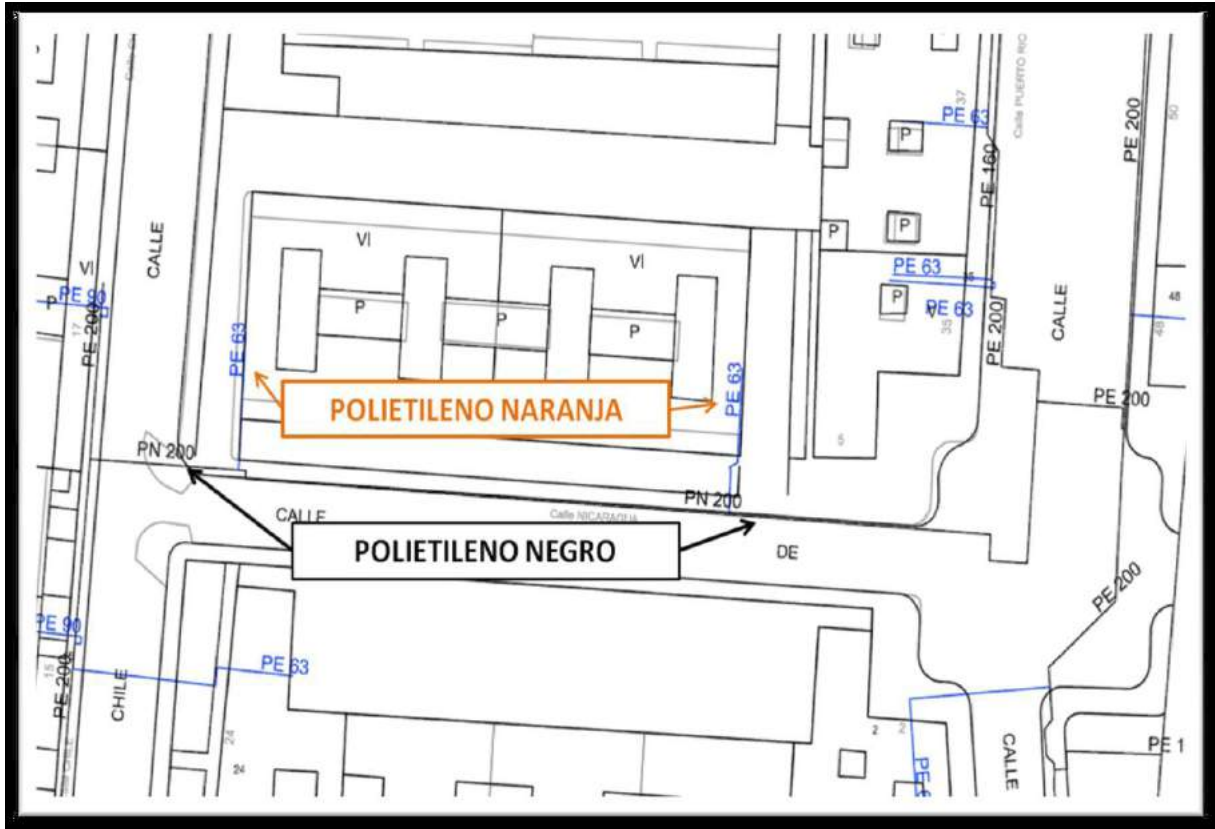 P
Calle PUERTO RIC
37
PE 63
P
PE 160
PE 200
50
CALLE
VI
VI
P
P
PE 63
VI
PE 90
P
P
P
P
P
PE 63
35
PE 200
CALLE
48
48
17
PE 200
PE 63
PE 63
POLIETILENO NARANJA
PE 200
5
PN 200
PN 200
CALLE
Calle NICARAGUA
POLIETILENO NEGRO
DE
PE 200
PE 90
15
PE 200
CHILE
PE 63
24
24
2
2
CALLE
PE 1